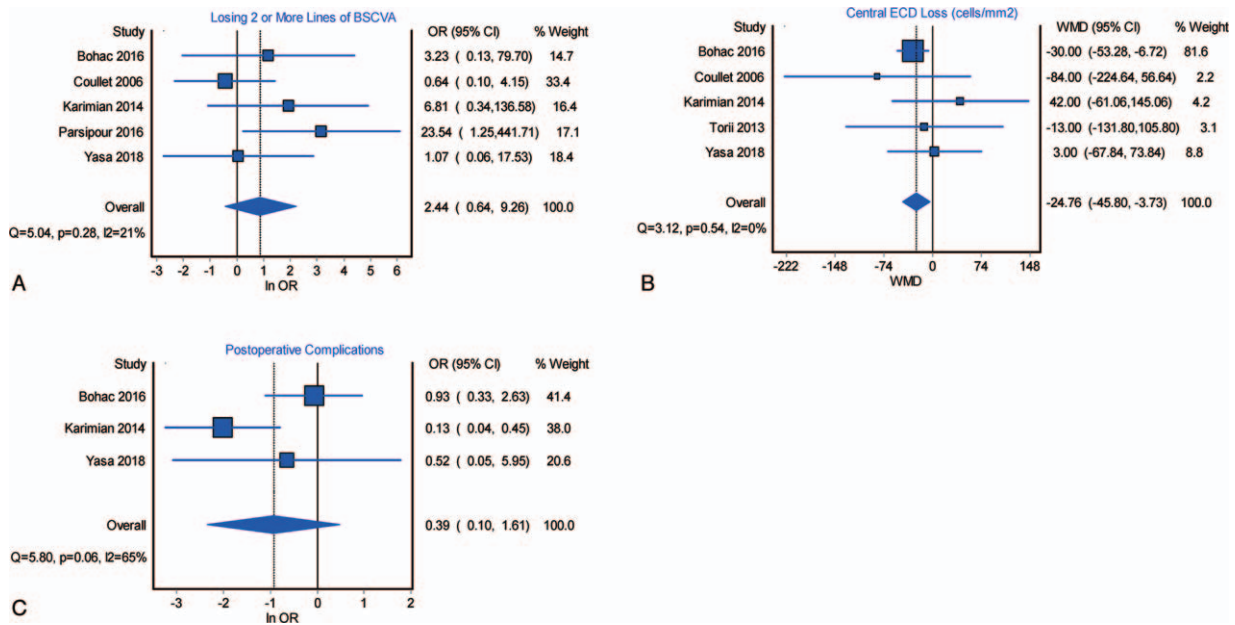 Losing 2 or More Lines of BSCVA
Study OR (95% CI) % Weight
Bohac 2016 3.23 ( 0.13, 79.70) 14.7
Coullet 2006 0.64 ( 0.10, 4.15) 33.4
Karimian 2014 6.81 ( 0.34,136.58) 16.4
Parsipour 2016 23.54 ( 1.25,441.71) 17.1
Yasa 2018 1.07 ( 0.06, 17.53) 18.4
Overall 2.44 ( 0.64, 9.26) 100.0
Q=5.04, p=0.28, I2=21%
-3 -2 -1 0 1 2 3 4 5 6
ln OR
A
Central ECD Loss (cells/mm2)
Study WMD (95% CI) % Weight
Bohac 2016 -30.00 (-53.28, -6.72) 81.6
Coullet 2006 -84.00 (-224.64, 56.64) 2.2
Karimian 2014 42.00 (-61.06,145.06) 4.2
Torii 2013 -13.00 (-131.80,105.80) 3.1
Yasa 2018 3.00 (-67.84, 73.84) 8.8
Overall -24.76 (-45.80, -3.73) 100.0
Q=3.12, p=0.54, I2=0%
-222 -148 -74 0 74 148
WMD
B
Postoperative Complications
Study OR (95% CI) % Weight
Bohac 2016 0.93 ( 0.33, 2.63) 41.4
Karimian 2014 0.13 ( 0.04, 0.45) 38.0
Yasa 2018 0.52 ( 0.05, 5.95) 20.6
Overall 0.39 ( 0.10, 1.61) 100.0
Q=5.80, p=0.06, I2=65%
-3 -2 -1 0 1 2
ln OR
C